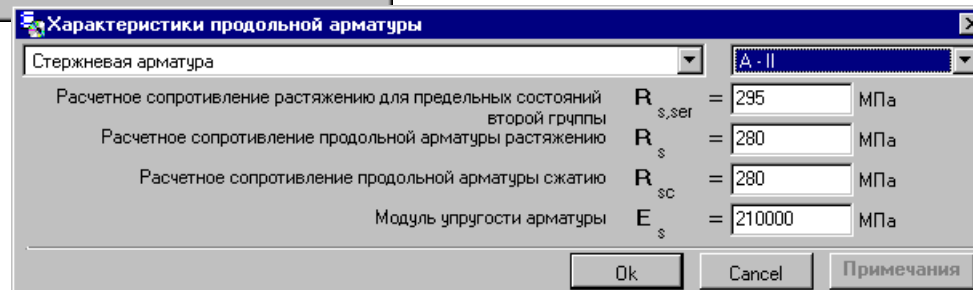 Характеристики продольной арматуры
Стержневая арматура A - II
Расчетное сопротивление растяжению для предельных состояний второй группы R s,ser = 295 МПа
Расчетное сопротивление продольной арматуры растяжению R s = 280 МПа
Расчетное сопротивление продольной арматуры сжатию R sc = 280 МПа
Модуль упругости арматуры E s = 210000 МПа
Ok Cancel Примечания